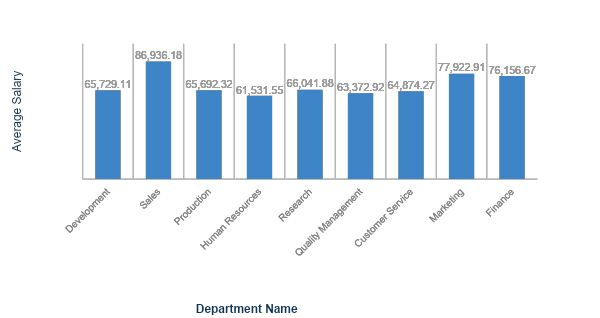 Average Salary
65,729.11
86,936.18
65,692.32
61,531.55
66,041.88
63,372.92
64,874.27
77,922.91
76,156.67
Development
Sales
Production
Human Resources
Research
Quality Management
Customer Service
Marketing
Finance
Department Name